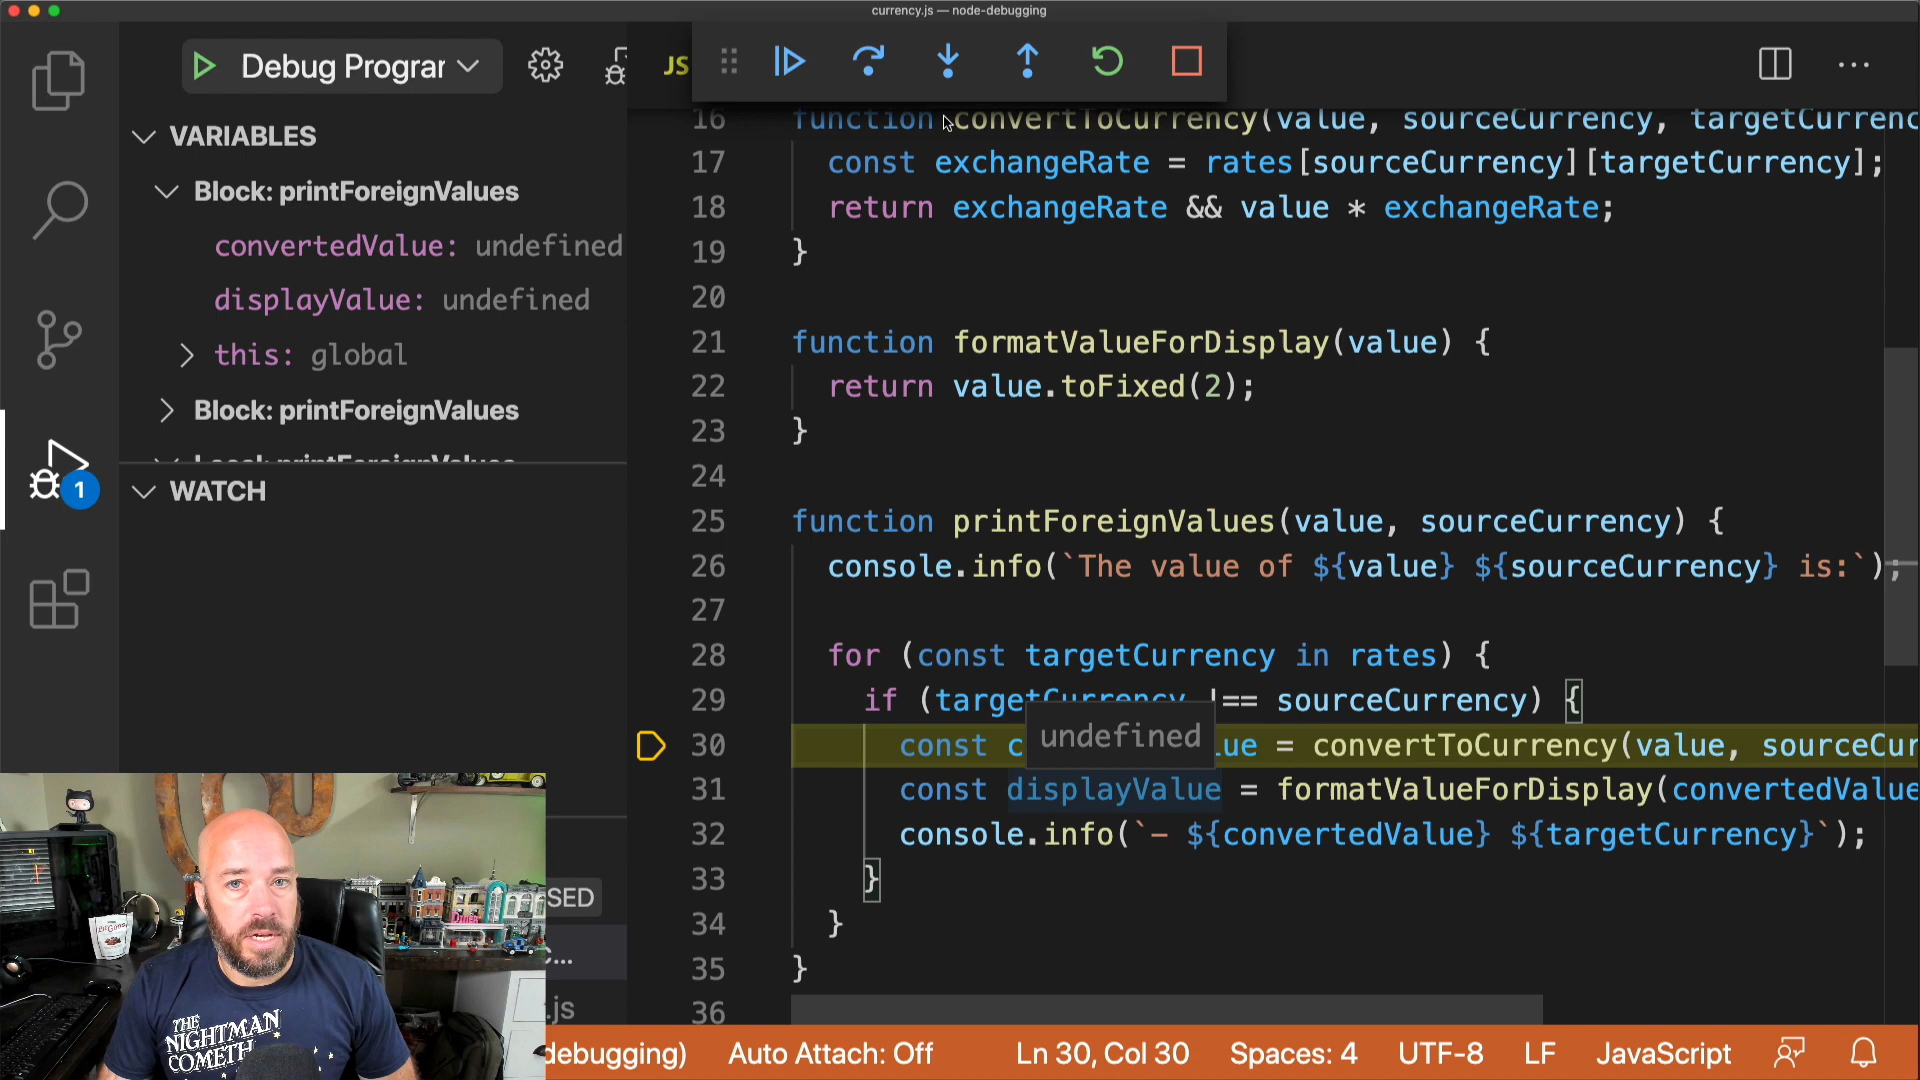 currency.js — node-debugging
Debug Prograr
JS
VARIABLES
Block: printForeignValues
convertedValue: undefined
displayValue: undefined
this: global
Block: printForeignValues
Local: printForeignValues
WATCH
1
16 function convertToCurrency(value, sourceCurrency, targetCurrenc
17 const exchangeRate = rates[sourceCurrency][targetCurrency];
18 return exchangeRate && value * exchangeRate;
19 }
20
21 function formatValueForDisplay(value) {
22 return value.toFixed(2);
23 }
24
25 function printForeignValues(value, sourceCurrency) {
26 console.info(`The value of ${value} ${sourceCurrency} is:`);
27
28 for (const targetCurrency in rates) {
29 if (targetCurrency !== sourceCurrency) {
undefined
30 const c ue = convertToCurrency(value, sourceCur
31 const displayValue = formatValueForDisplay(convertedValue
32 console.info(`– ${convertedValue} ${targetCurrency}`);
33 }
34 }
35 }
36
SED
c...
.js
THE
NIGHTMAN
COMETH
DINER
debugging) Auto Attach: Off Ln 30, Col 30 Spaces: 4 UTF-8 LF JavaScript